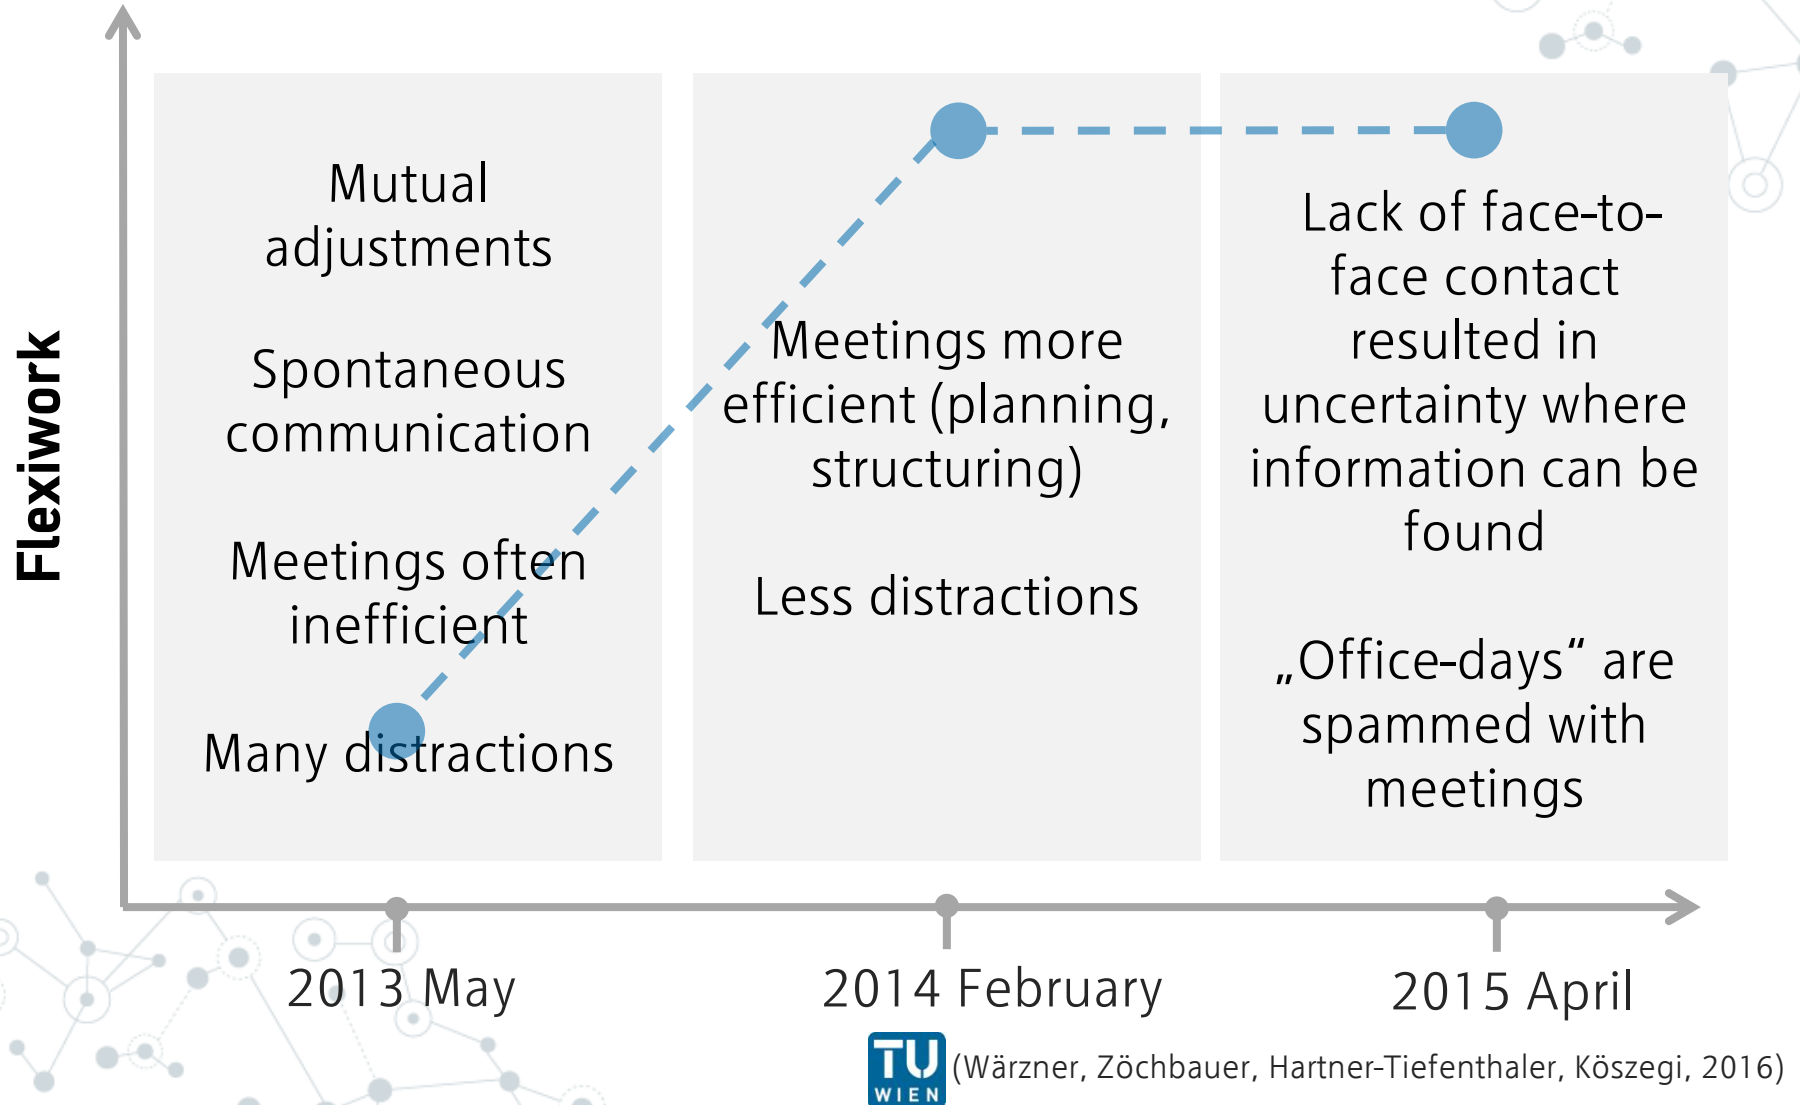 Flexiwork
Mutual
adjustments
Spontaneous
communication
Meetings often
inefficient
Many distractions
Meetings more
efficient (planning,
structuring)
Less distractions
Lack of face-to-
face contact
resulted in
uncertainty where
information can be
found
„Office-days“ are
spammed with
meetings
2013 May
2014 February
2015 April
TU
WIEN
(Wärzner, Zöchbauer, Hartner-Tiefenthaler, Köszegi, 2016)